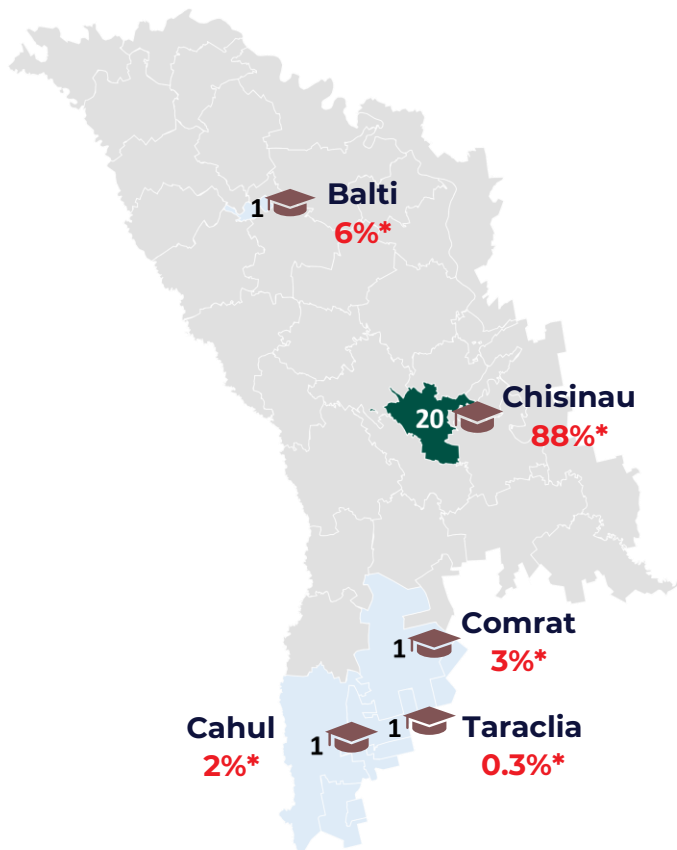 1
Balti
6%*
20
Chisinau
88%*
1
Comrat
3%*
1
Taraclia
0.3%*
1
Cahul
2%*